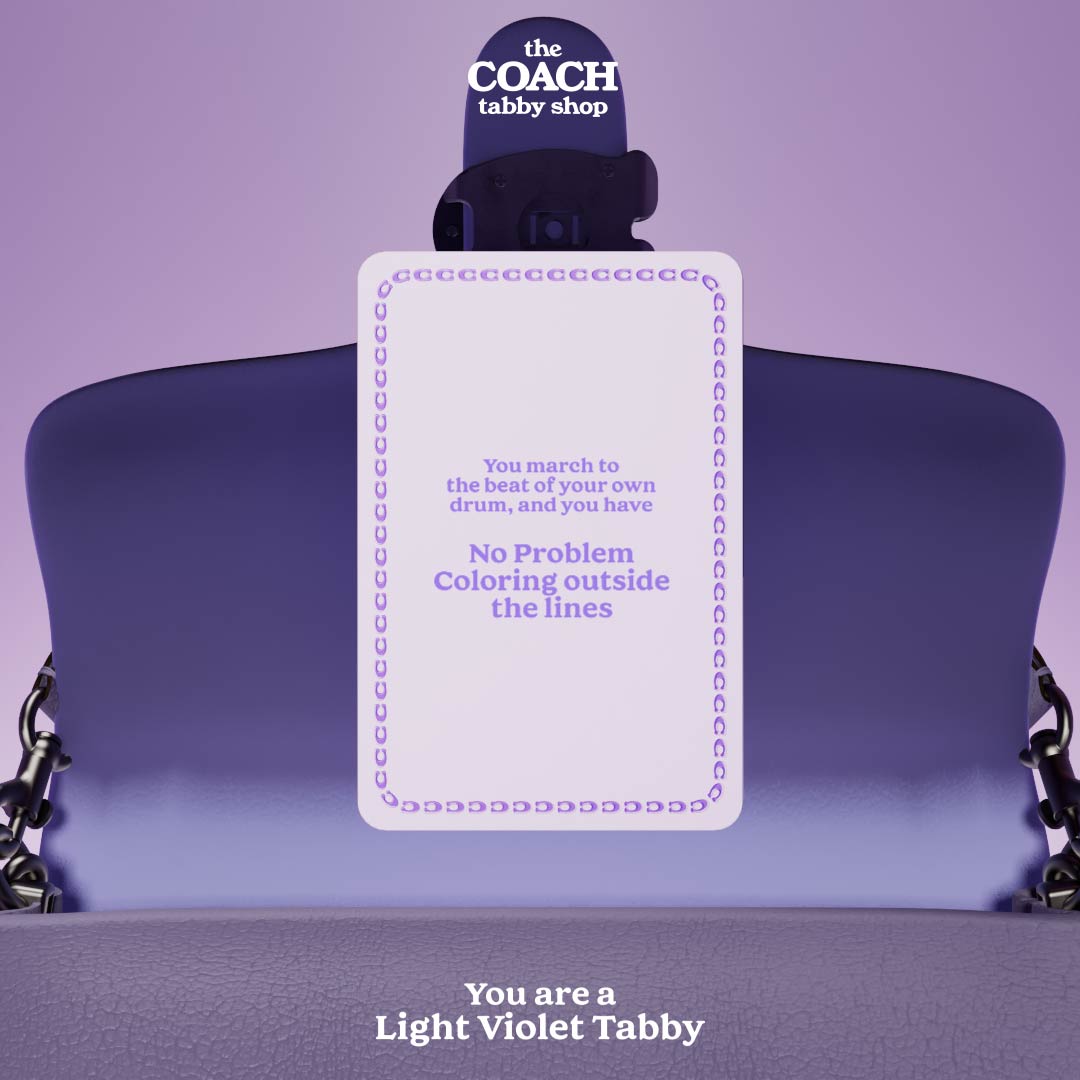 the
COACH
tabby shop
You march to
the beat of your own
drum, and you have
No Problem
Coloring outside
the lines
You are a
Light Violet Tabby